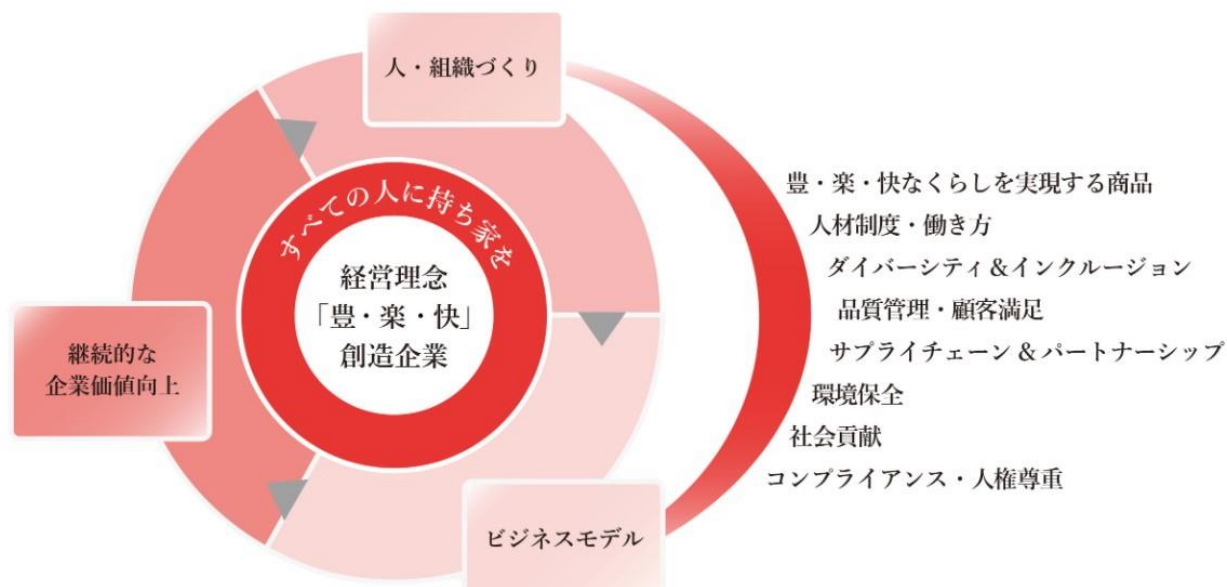 人・組織づくり
すべての人に持ち家を
経営理念
「豊・楽・快」
創造企業
継続的な
企業価値向上
ビジネスモデル
豊・楽・快なくらしを実現する商品
人材制度・働き方
ダイバーシティ&インクルージョン
品質管理・顧客満足
サプライチェーン & パートナーシップ
環境保全
社会貢献
コンプライアンス・人権尊重